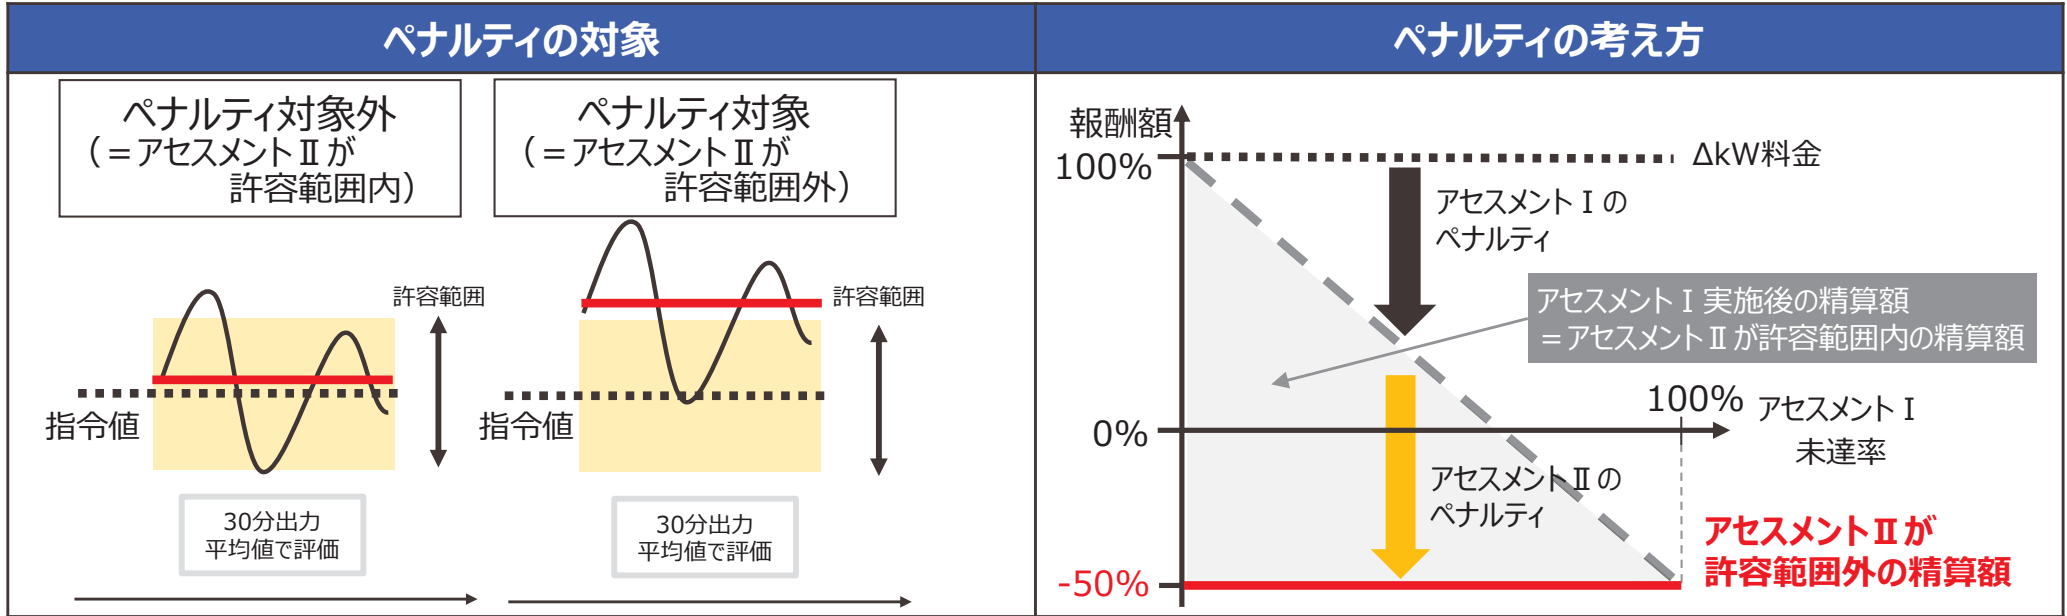 ペナルティの対象
ペナルティの考え方
ペナルティ対象外
（＝アセスメントⅡが
許容範囲内）
ペナルティ対象
（＝アセスメントⅡが
許容範囲外）
許容範囲
指令値
30分出力
平均値で評価
許容範囲
指令値
30分出力
平均値で評価
報酬額
100%
ΔkW料金
アセスメントⅠの
ペナルティ
アセスメントⅠ実施後の精算額
＝アセスメントⅡが許容範囲内の精算額
100%
アセスメントⅠ
未達率
0%
アセスメントⅡの
ペナルティ
アセスメントⅡが
許容範囲外の精算額
-50%